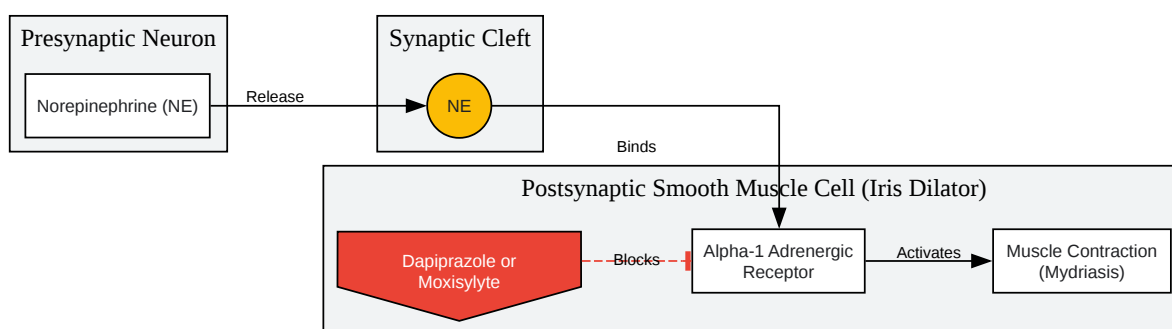 Presynaptic Neuron
Synaptic Cleft
Norepinephrine (NE)
Release
NE
Binds
Postsynaptic Smooth Muscle Cell (Iris Dilator)
Dapiprazole or
Moxisylyte
Blocks
Alpha-1 Adrenergic
Receptor
Activates
Muscle Contraction
(Mydriasis)